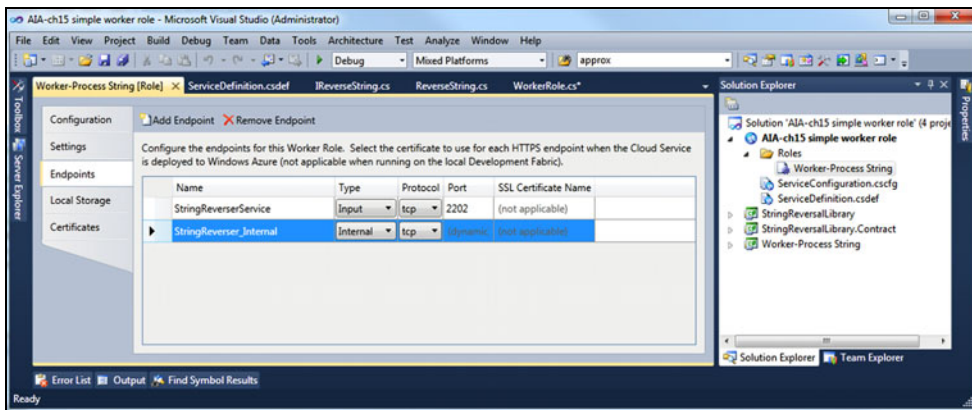 AIA-ch15 simple worker role - Microsoft Visual Studio (Administrator)
File Edit View Project Build Debug Team Data Tools Architecture Test Analyze Window Help
Debug Mixed Platforms approx
Worker-Process String [Role] ServiceDefinition.csdef IReverseString.cs ReverseString.cs WorkerRole.cs*
Toolbox
Server Explorer
Configuration
Settings
Endpoints
Local Storage
Certificates
Add Endpoint Remove Endpoint
Configure the endpoints for this Worker Role. Select the certificate to use for each HTTPS endpoint when the Cloud Service
is deployed to Windows Azure (not applicable when running on the local Development Fabric).
Name Type Protocol Port SSL Certificate Name
StringReverserService Input tcp 2202 (not applicable)
StringReverser_Internal Internal tcp (dynamic) (not applicable)
Solution Explorer
Solution 'AIA-ch15 simple worker role' (4 proje
AIA-ch15 simple worker role
Roles
Worker-Process String
ServiceConfiguration.cscfg
ServiceDefinition.csdef
StringReversalLibrary
StringReversalLibrary.Contract
Worker-Process String
Solution Explorer Team Explorer
Properties
Error List Output Find Symbol Results
Ready